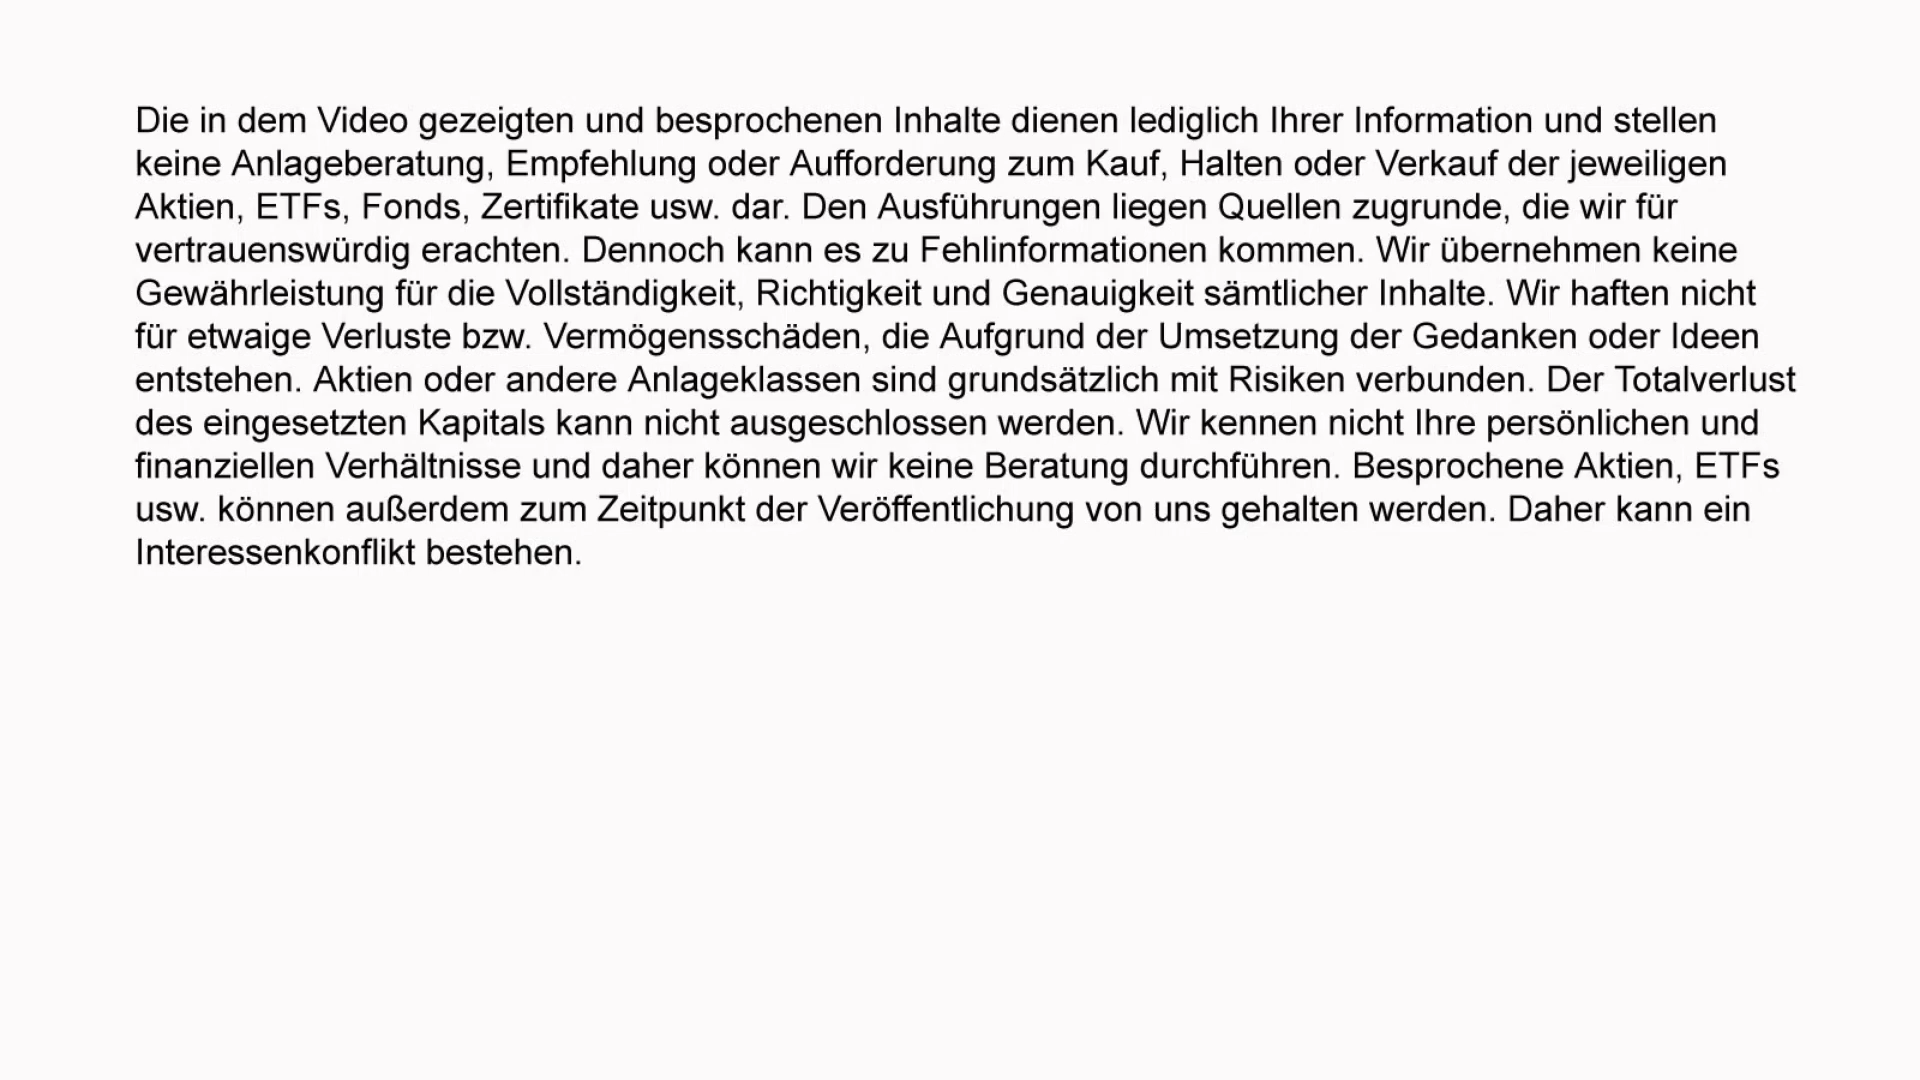 Die in dem Video gezeigten und besprochenen Inhalte dienen lediglich Ihrer Information und stellen
keine Anlageberatung, Empfehlung oder Aufforderung zum Kauf, Halten oder Verkauf der jeweiligen
Aktien, ETFs, Fonds, Zertifikate usw. dar. Den Ausführungen liegen Quellen zugrunde, die wir für
vertrauenswürdig erachten. Dennoch kann es zu Fehlinformationen kommen. Wir übernehmen keine
Gewährleistung für die Vollständigkeit, Richtigkeit und Genauigkeit sämtlicher Inhalte. Wir haften nicht
für etwaige Verluste bzw. Vermögensschäden, die Aufgrund der Umsetzung der Gedanken oder Ideen
entstehen. Aktien oder andere Anlageklassen sind grundsätzlich mit Risiken verbunden. Der Totalverlust
des eingesetzten Kapitals kann nicht ausgeschlossen werden. Wir kennen nicht Ihre persönlichen und
finanziellen Verhältnisse und daher können wir keine Beratung durchführen. Besprochene Aktien, ETFs
usw. können außerdem zum Zeitpunkt der Veröffentlichung von uns gehalten werden. Daher kann ein
Interessenkonflikt bestehen.